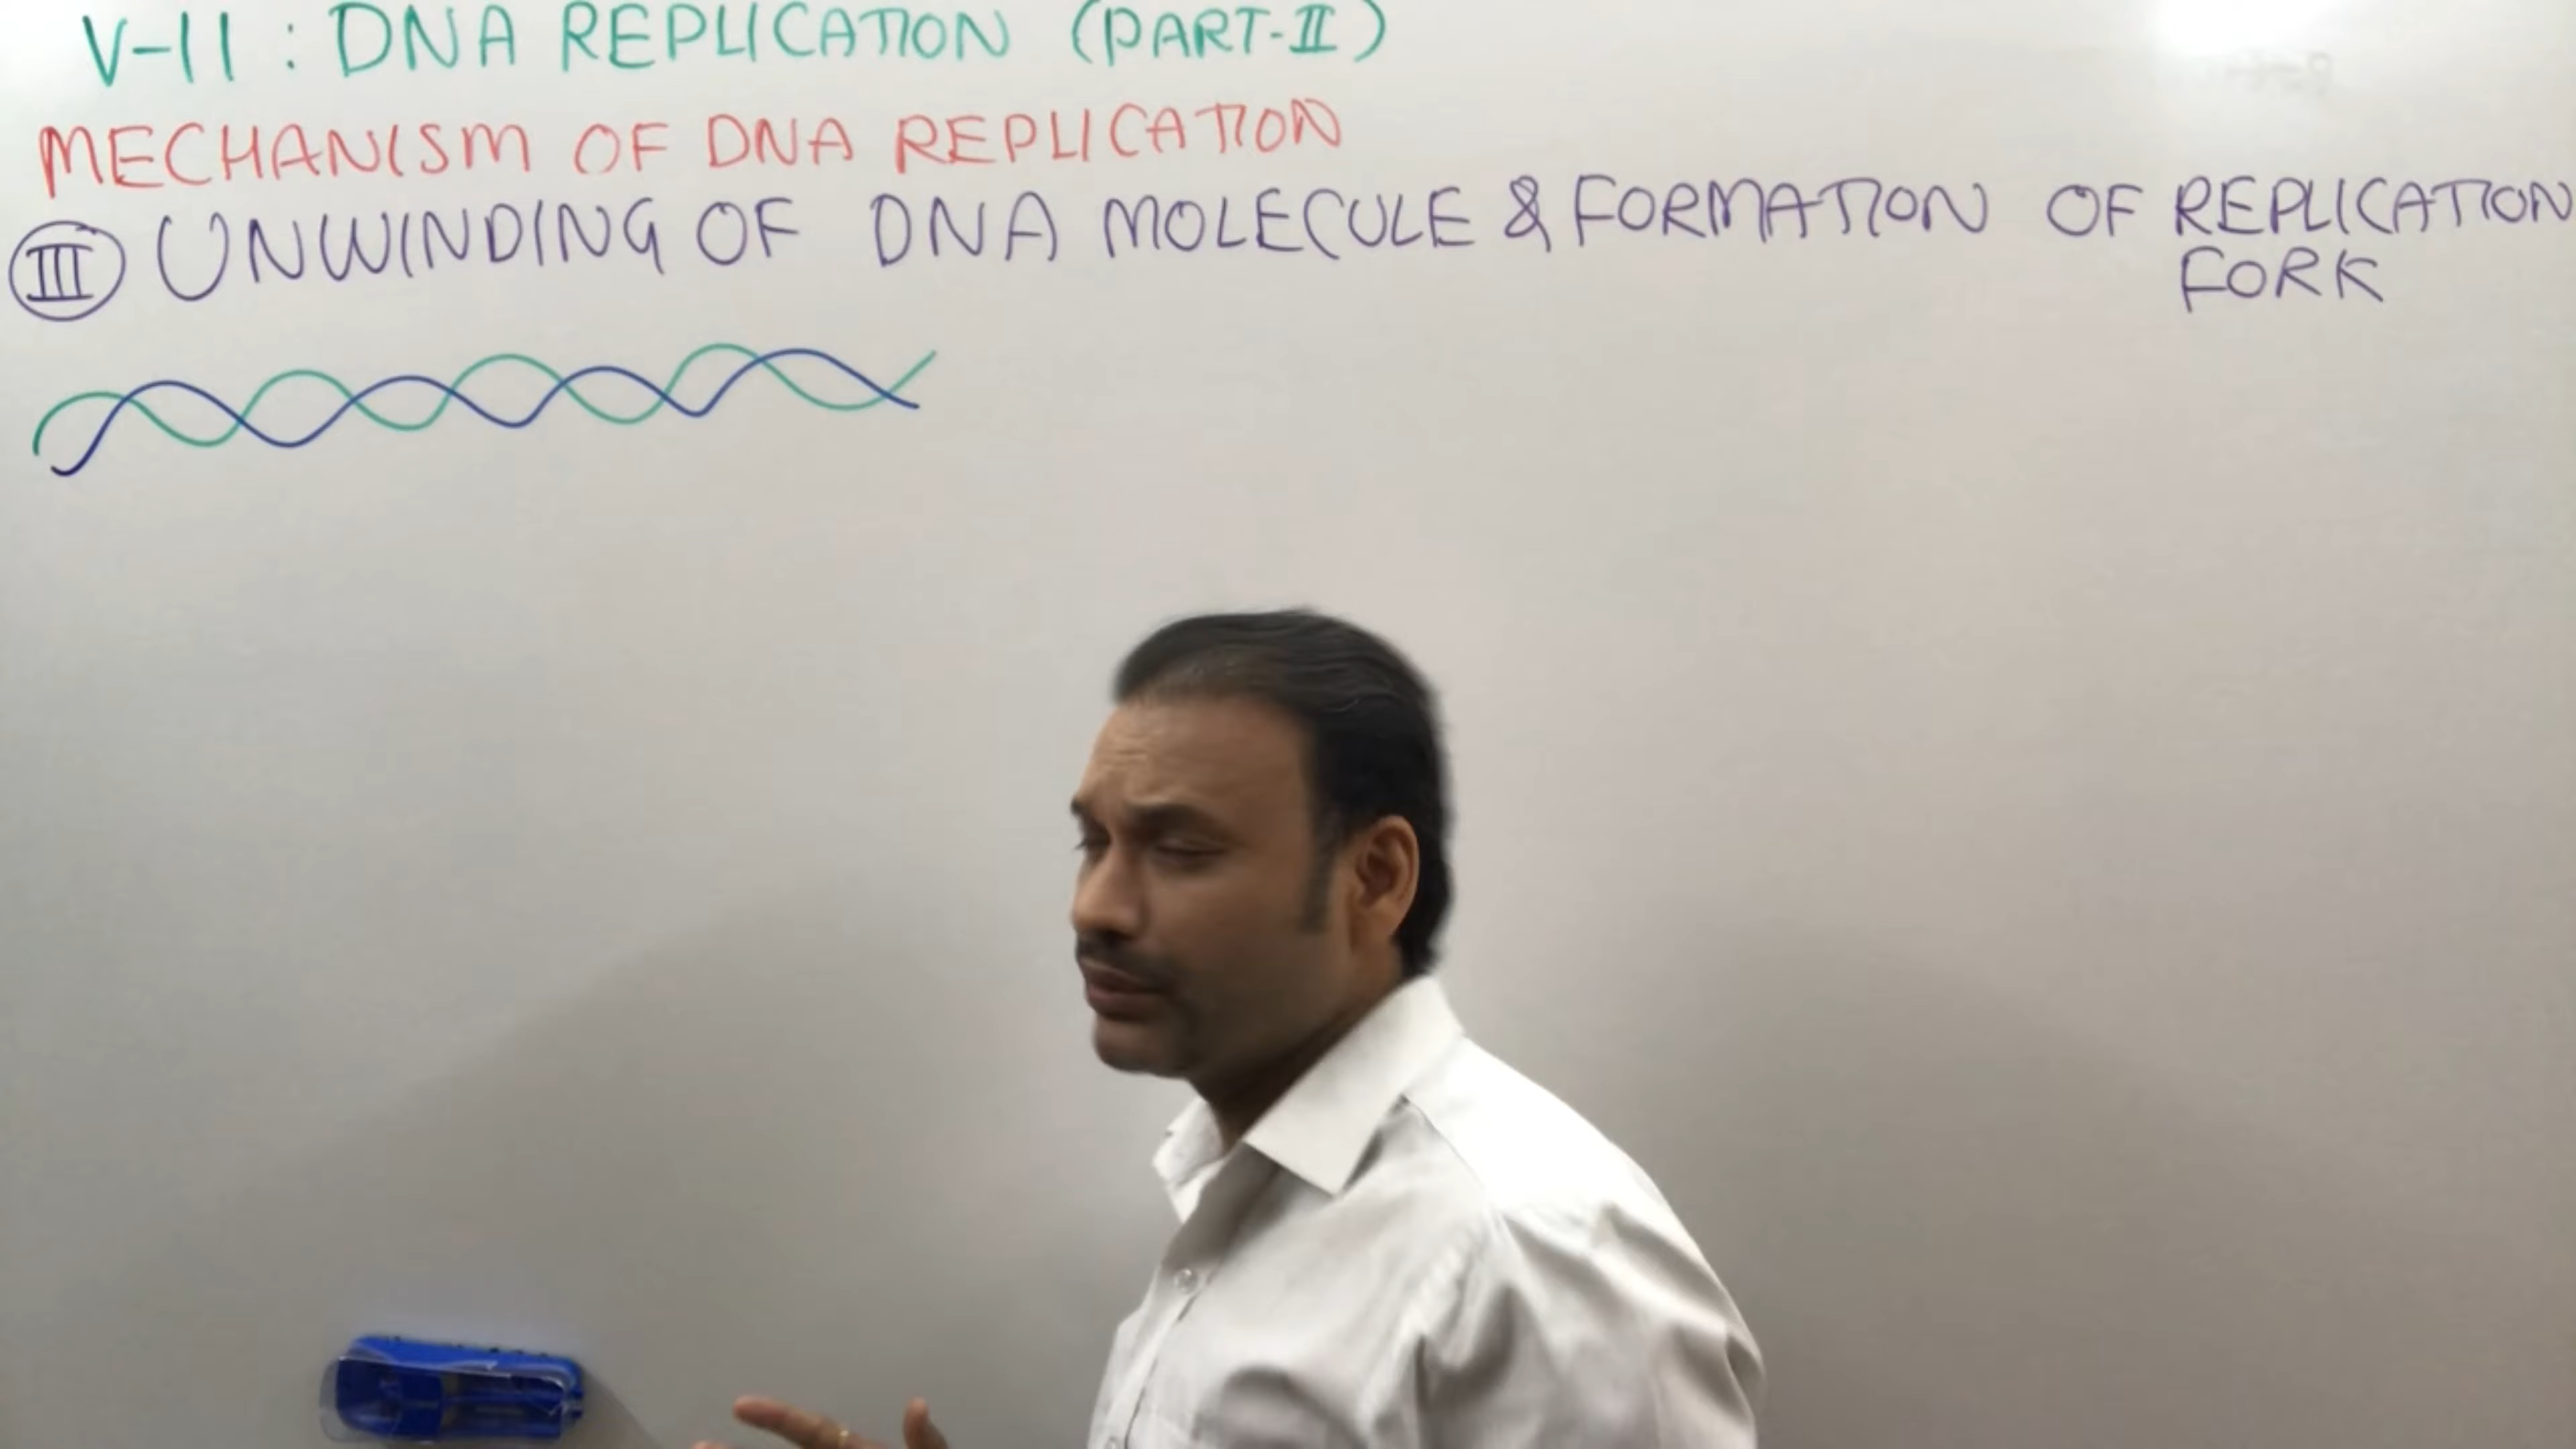 V-11 : DNA REPLICATION (PART-II)
MECHANISM OF DNA REPLICATION
III UNWINDING OF DNA MOLECULE & FORMATION OF REPLICATION
FORK